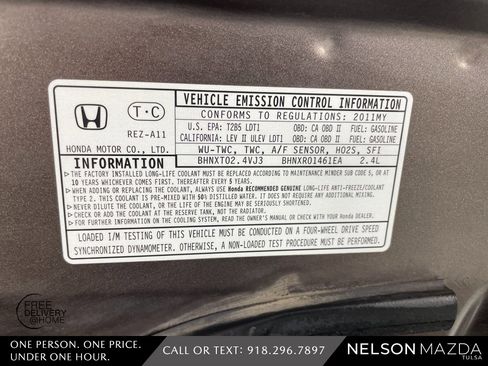 T·C
REZ-A11
HONDA MOTOR CO., LTD.
VEHICLE EMISSION CONTROL INFORMATION
CONFORMS TO REGULATIONS: 2011MY
U.S. EPA: T2B5 LDT1 OBD: CA OBD II FUEL: GASOLINE
CALIFORNIA: LEV II ULEV LDT1 OBD: CA OBD II FUEL: GASOLINE
WU-TWC, TWC, A/F SENSOR, HO2S, SFI
BHNXT02.4VJ3 BHNXR0146IEA 2.4L
INFORMATION
THE FACTORY INSTALLED LONG-LIFE COOLANT MUST BE REPLACED ACCORDING TO MAINTENANCE MINDER SUB CODE 5, OR AT
10 YEARS WHICHEVER COMES FIRST. THEREAFTER EVERY 5 YEARS.
WHEN ADDING OR REPLACING THE COOLANT, ALWAYS USE Honda RECOMMENDED GENUINE LONG-LIFE ANTI-FREEZE/COOLANT
TYPE 2. THIS COOLANT IS PRE-MIXED WITH 50% DISTILLED WATER. IT DOES NOT REQUIRE ANY ADDITIONAL MIXING.
NEVER DILUTE THE COOLANT, OR THE LIFE OF THE ENGINE MAY BE SERIOUSLY SHORTENED.
CHECK OR ADD COOLANT AT THE RESERVE TANK, NOT THE RADIATOR.
FOR FURTHER INFORMATION ON THE COOLING SYSTEM, READ THE OWNER'S MANUAL OR CHECK WITH YOUR Honda DEALER.
LOADED I/M TESTING OF THIS VEHICLE MUST BE CONDUCTED ON A FOUR-WHEEL DRIVE SPEED
SYNCHRONIZED DYNAMOMETER. OTHERWISE, A NON-LOADED TEST PROCEDURE MUST BE PERFORMED.
FREE
DELIVERY
@HOME
ONE PERSON. ONE PRICE.
UNDER ONE HOUR.
CALL OR TEXT: 918.296.7897
NELSON MAZDA
TULSA